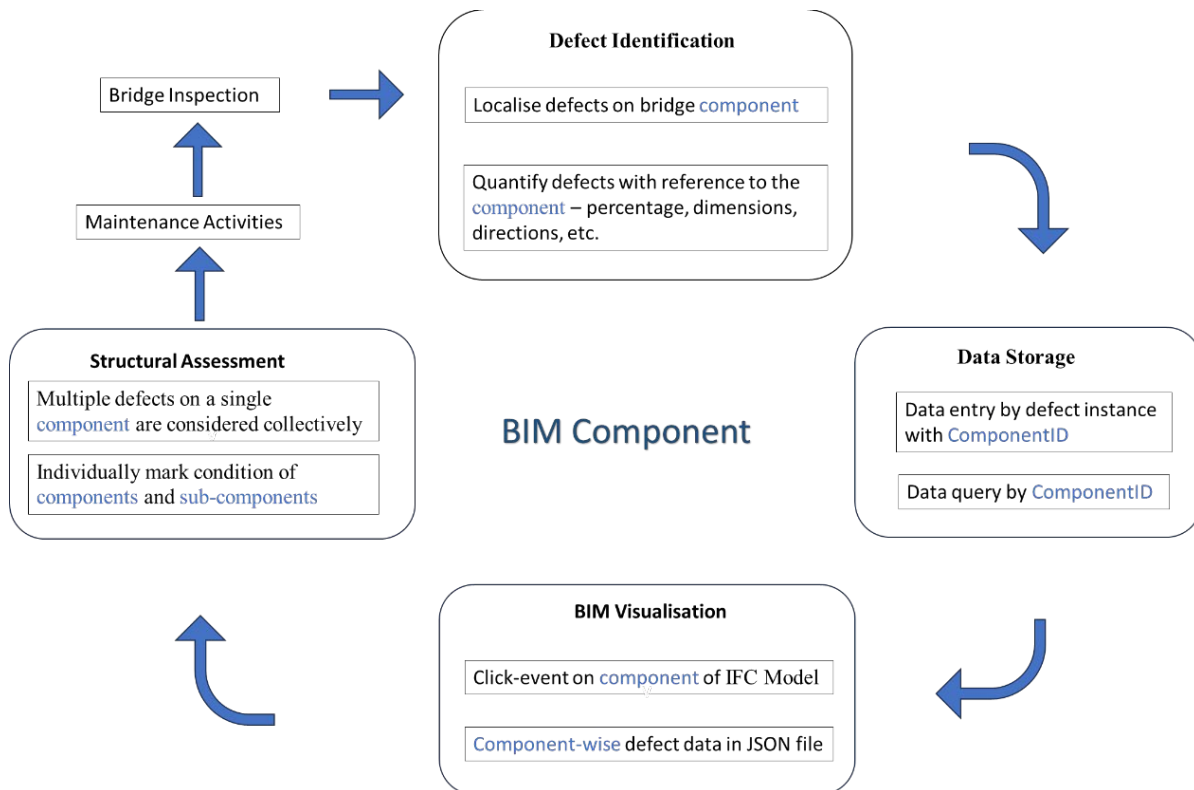 Defect Identification
Bridge Inspection
Localise defects on bridge component
Quantify defects with reference to the
component – percentage, dimensions,
directions, etc.
Maintenance Activities
Structural Assessment
Multiple defects on a single
component are considered collectively
Individually mark condition of
components and sub-components
BIM Component
Data Storage
Data entry by defect instance
with ComponentID
Data query by ComponentID
BIM Visualisation
Click-event on component of IFC Model
Component-wise defect data in JSON file